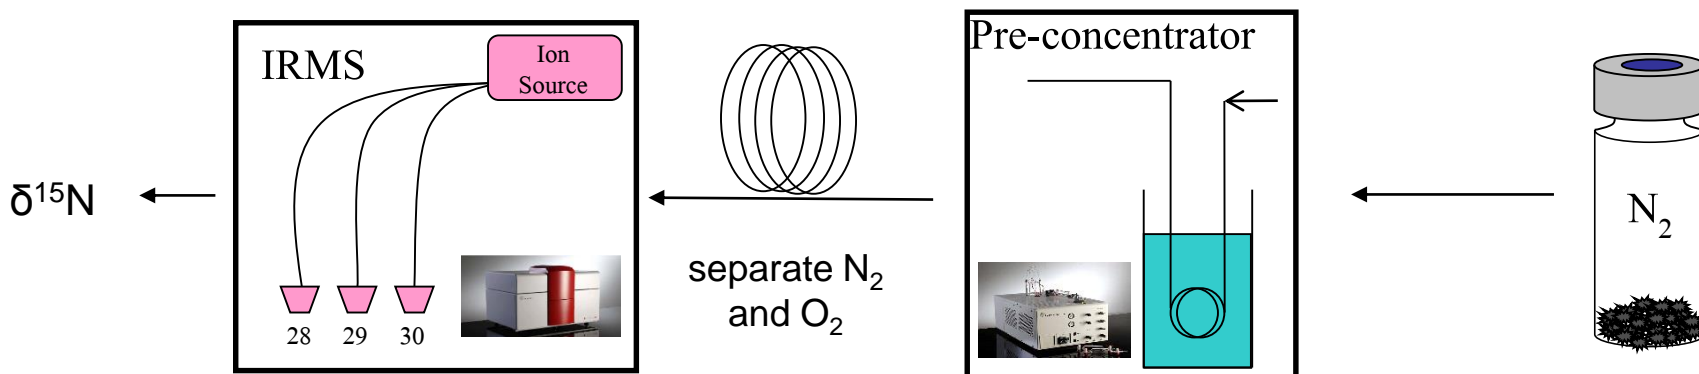 IRMS
Ion
Source
Pre-concentrator
δ¹⁵N
N₂
separate N₂
and O₂
28 29 30